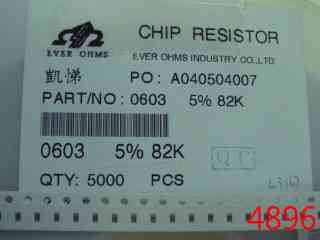 CHIP RESISTOR
EVER OHMS
EVER OHMS INDUSTRY CO.,LTD.
凱悌 PO : A040504007
PART/NO : 0603 5% 82K
0603 5% 82K
QTY: 5000 PCS
4896